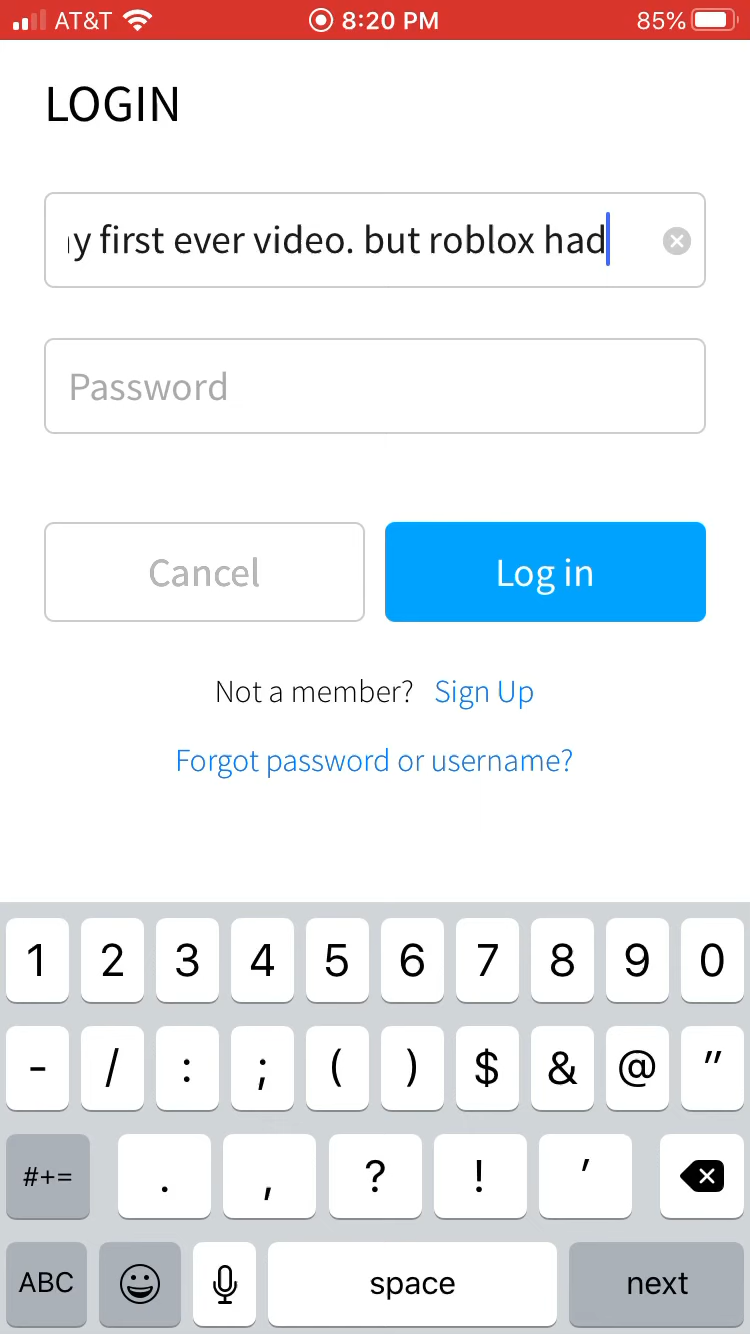 AT&T 8:20 PM 85%
LOGIN
y first ever video. but roblox had
Password
Cancel Log in
Not a member? Sign Up
Forgot password or username?
1 2 3 4 5 6 7 8 9 0
- / : ; ( ) $ & @ "
#+= . , ? ! '
ABC space next